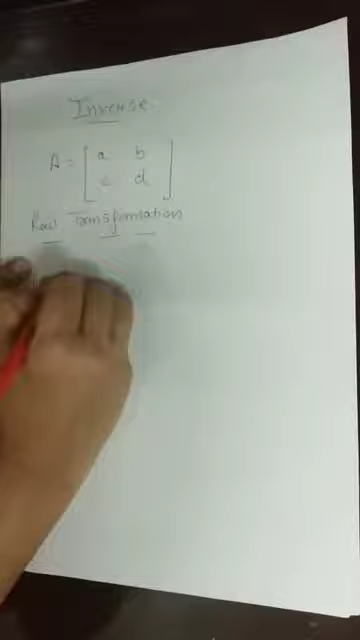 Inverse
A = [ a b
c d ]
Row Transformation